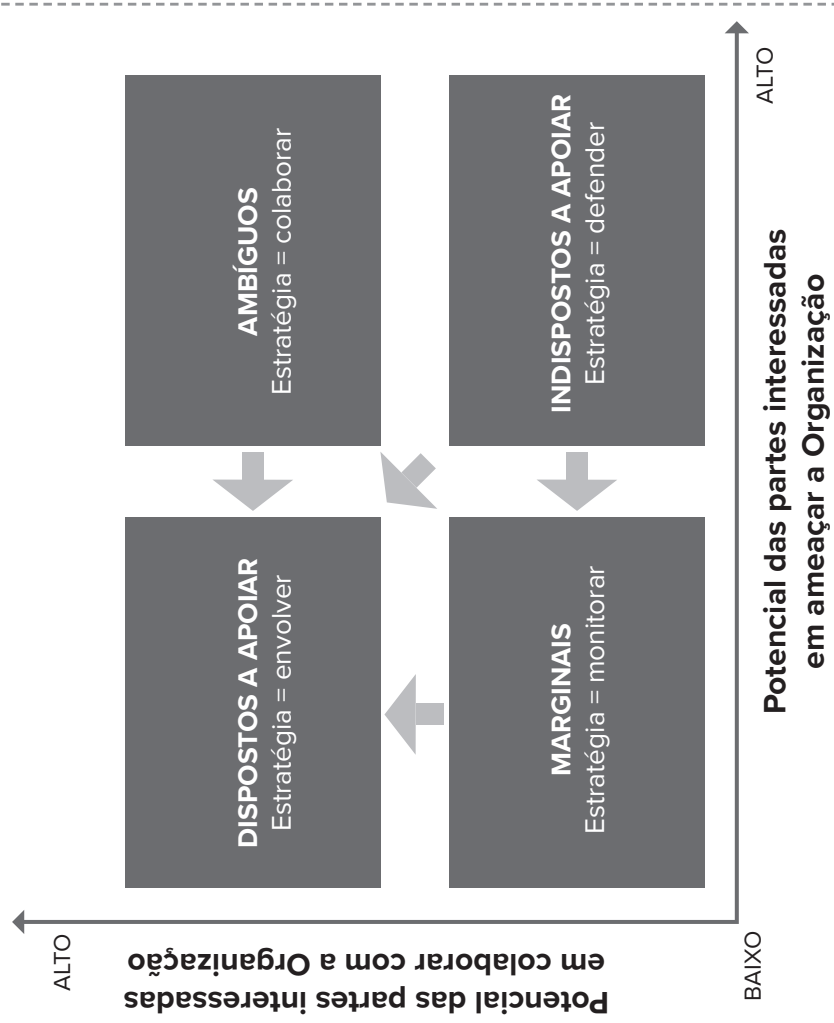 Potencial das partes interessadas
em colaborar com a Organização
ALTO
DISPOSTOS A APOIAR
Estratégia = envolver
AMBÍGUOS
Estratégia = colaborar
MARGINAIS
Estratégia = monitorar
INDISPOSTOS A APOIAR
Estratégia = defender
BAIXO
ALTO
Potencial das partes interessadas
em ameaçar a Organização